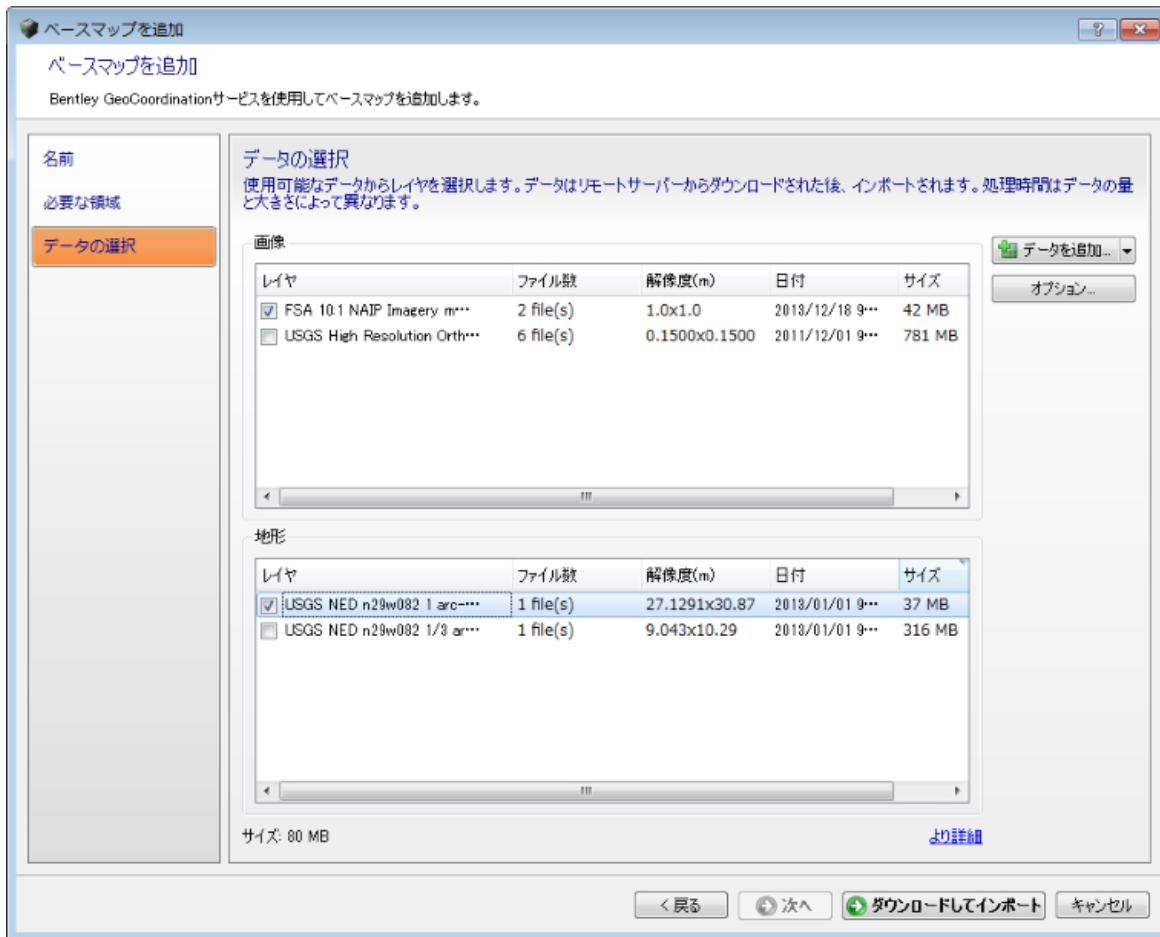 ベースマップを追加
ベースマップを追加
Bentley GeoCoordinationサービスを使用してベースマップを追加します。
名前
必要な領域
データの選択
データの選択
使用可能なデータからレイヤを選択します。データはリモートサーバーからダウンロードされた後、インポートされます。処理時間はデータの量
と大きさによって異なります。
画像
レイヤ ファイル数 解像度(m) 日付 サイズ
FSA 10:1 NAIP Imagery m… 2 file(s) 1.0x1.0 2013/12/18 9… 42 MB
USGS High Resolution Orth… 6 file(s) 0.1500x0.1500 2011/12/01 9… 781 MB
データを追加...
オプション...
地形
レイヤ ファイル数 解像度(m) 日付 サイズ
USGS NED n29w082 1 arc-… 1 file(s) 27.1291x30.87 2013/01/01 9… 37 MB
USGS NED n29w082 1/3 ar… 1 file(s) 9.043x10.29 2013/01/01 9… 316 MB
サイズ: 80 MB
より詳細
< 戻る
次へ
ダウンロードしてインポート
キャンセル